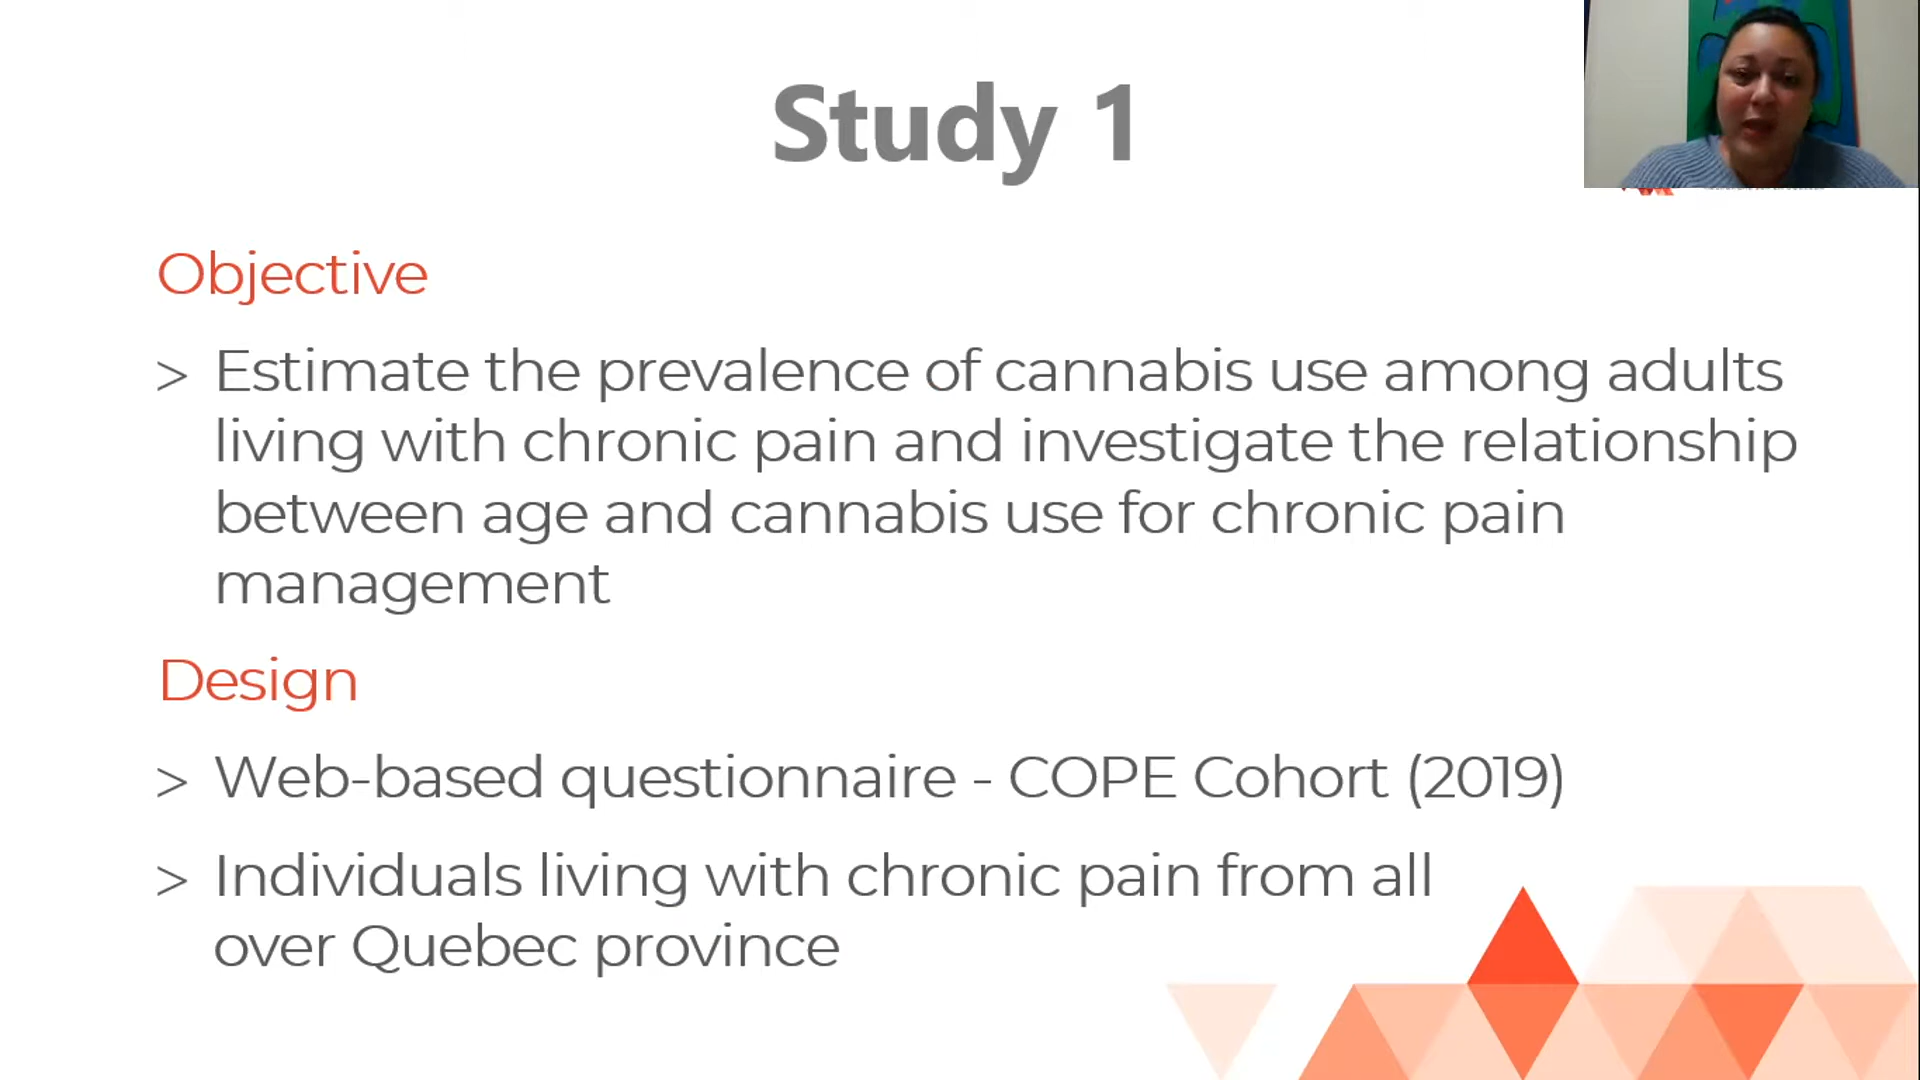 Study 1
Objective
> Estimate the prevalence of cannabis use among adults
living with chronic pain and investigate the relationship
between age and cannabis use for chronic pain
management
Design
> Web-based questionnaire - COPE Cohort (2019)
> Individuals living with chronic pain from all
over Quebec province